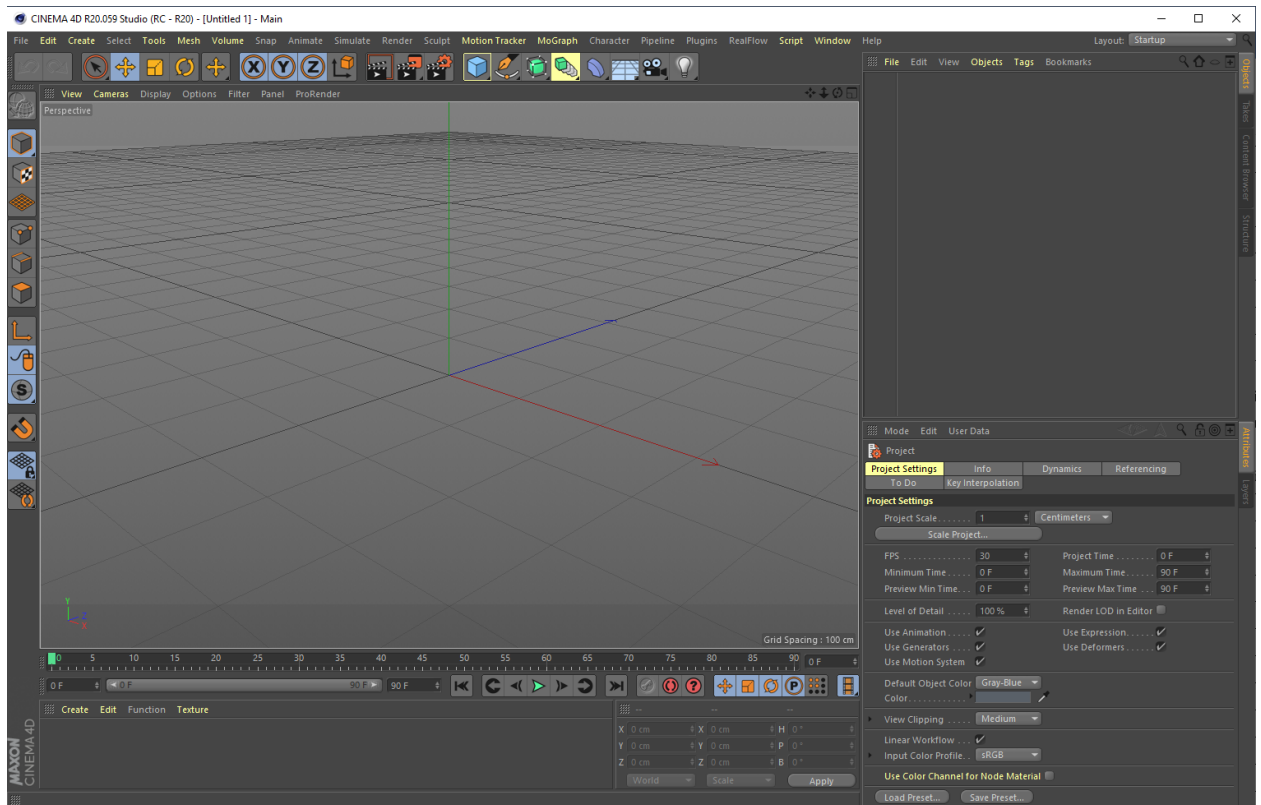 CINEMA 4D R20.059 Studio (RC - R20) - [Untitled 1] - Main
File Edit Create Select Tools Mesh Volume Snap Animate Simulate Render Sculpt Motion Tracker MoGraph Character Pipeline Plugins RealFlow Script Window Help Layout: Startup
X Y Z
File Edit View Objects Tags Bookmarks
Objects
Takes
Content Browser
Structure
View Cameras Display Options Filter Panel ProRender
Perspective
S
Y
Z
X
Grid Spacing : 100 cm
0 5 10 15 20 25 30 35 40 45 50 55 60 65 70 75 80 85 90 0 F
0 F 0 F 90 F 90 F
P
Create Edit Function Texture
-- -- --
X 0 cm X 0 cm H 0 °
Y 0 cm Y 0 cm P 0 °
Z 0 cm Z 0 cm B 0 °
World Scale Apply
MAXON
CINEMA 4D
Mode Edit User Data
Attributes
Layers
Project
Project Settings Info Dynamics Referencing
To Do Key Interpolation
Project Settings
Project Scale....... 1 Centimeters
Scale Project...
FPS ............. 30 Project Time ........ 0 F
Minimum Time..... 0 F Maximum Time...... 90 F
Preview Min Time... 0 F Preview Max Time ... 90 F
Level of Detail ..... 100 % Render LOD in Editor
Use Animation..... Use Expression......
Use Generators .... Use Deformers......
Use Motion System
Default Object Color Gray-Blue
Color............
View Clipping ..... Medium
Linear Workflow ...
Input Color Profile.. sRGB
Use Color Channel for Node Material
Load Preset... Save Preset...